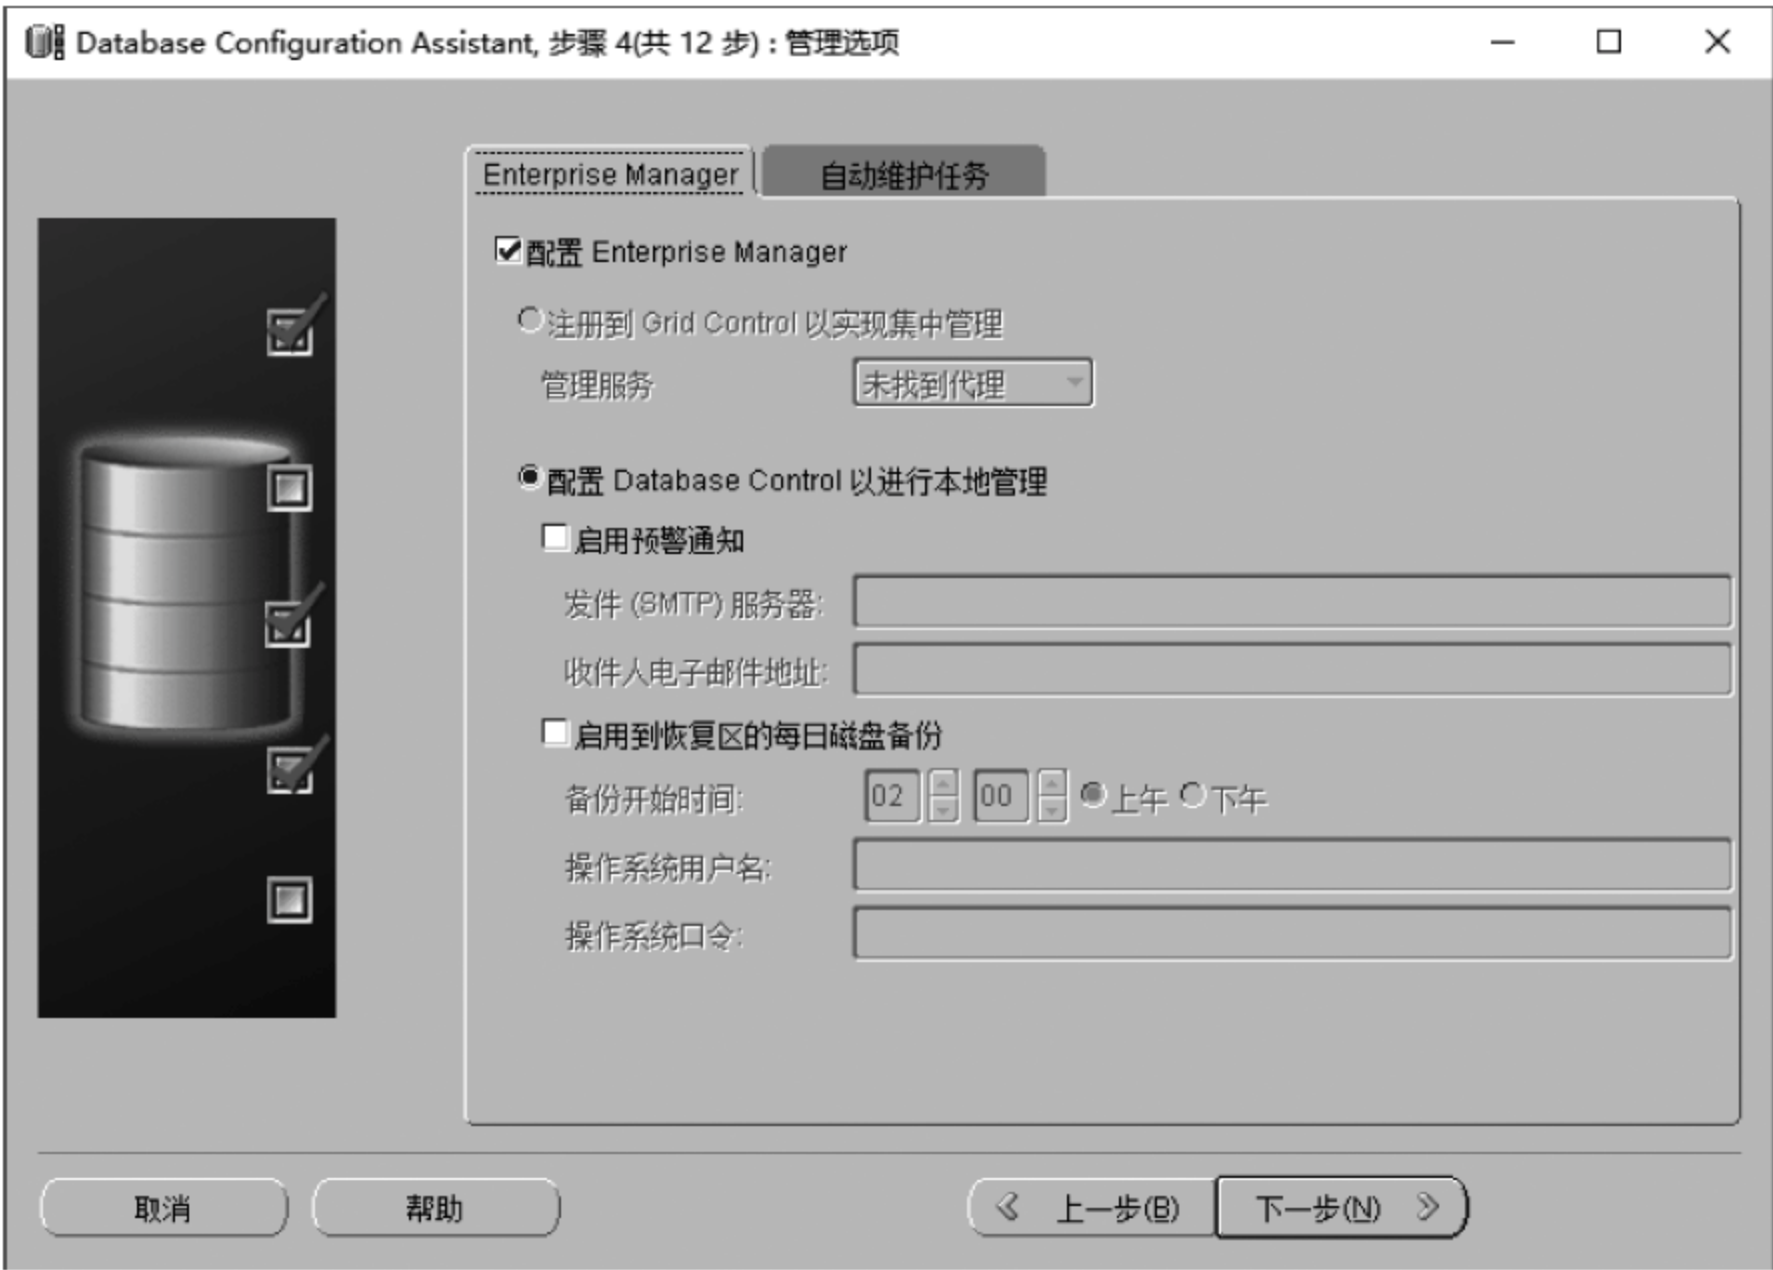 Database Configuration Assistant, 步骤 4(共 12 步) : 管理选项
Enterprise Manager 自动维护任务
配置 Enterprise Manager
注册到 Grid Control 以实现集中管理
管理服务 未找到代理
配置 Database Control 以进行本地管理
启用预警通知
发件 (SMTP) 服务器:
收件人电子邮件地址:
启用到恢复区的每日磁盘备份
备份开始时间: 02 00 上午 下午
操作系统用户名:
操作系统口令:
取消 帮助 上一步(B) 下一步(N)